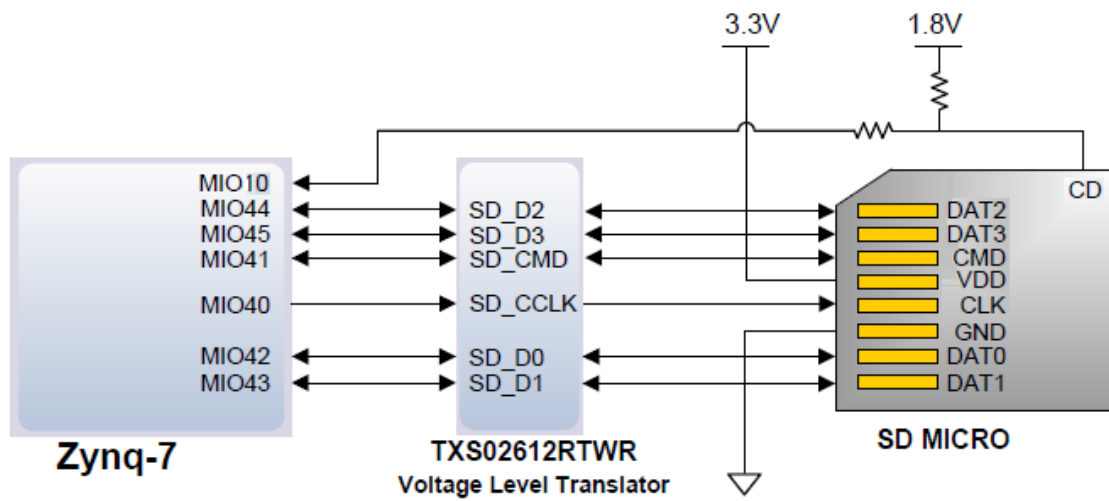 3.3V
1.8V
MIO10
MIO44
MIO45
MIO41
MIO40
MIO42
MIO43
Zynq-7
SD_D2
SD_D3
SD_CMD
SD_CCLK
SD_D0
SD_D1
TXS02612RTWR
Voltage Level Translator
CD
DAT2
DAT3
CMD
VDD
CLK
GND
DAT0
DAT1
SD MICRO